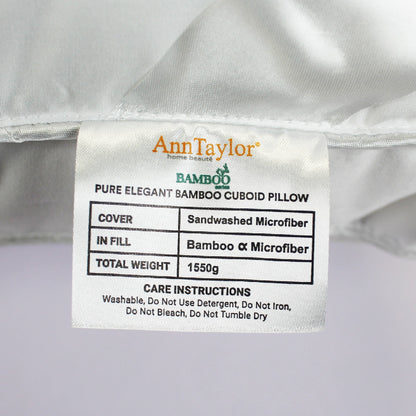 AnnTaylor®
home beauté
BAMBOO
PURE ELEGANT BAMBOO CUBOID PILLOW
COVER Sandwashed Microfiber
IN FILL Bamboo α Microfiber
TOTAL WEIGHT 1550g
CARE INSTRUCTIONS
Washable, Do Not Use Detergent, Do Not Iron,
Do Not Bleach, Do Not Tumble Dry